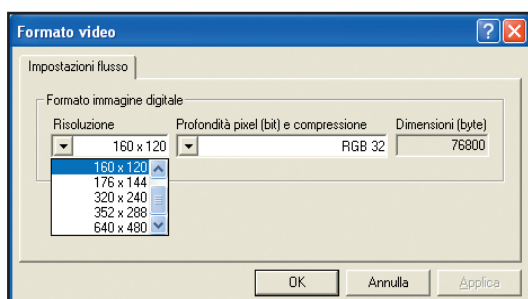 Formato video
Impostazioni flusso
Formato immagine digitale
Risoluzione Profondità pixel (bit) e compressione Dimensioni (byte)
160 x 120 RGB 32 76800
160 x 120
176 x 144
320 x 240
352 x 288
640 x 480
OK Annulla Applica